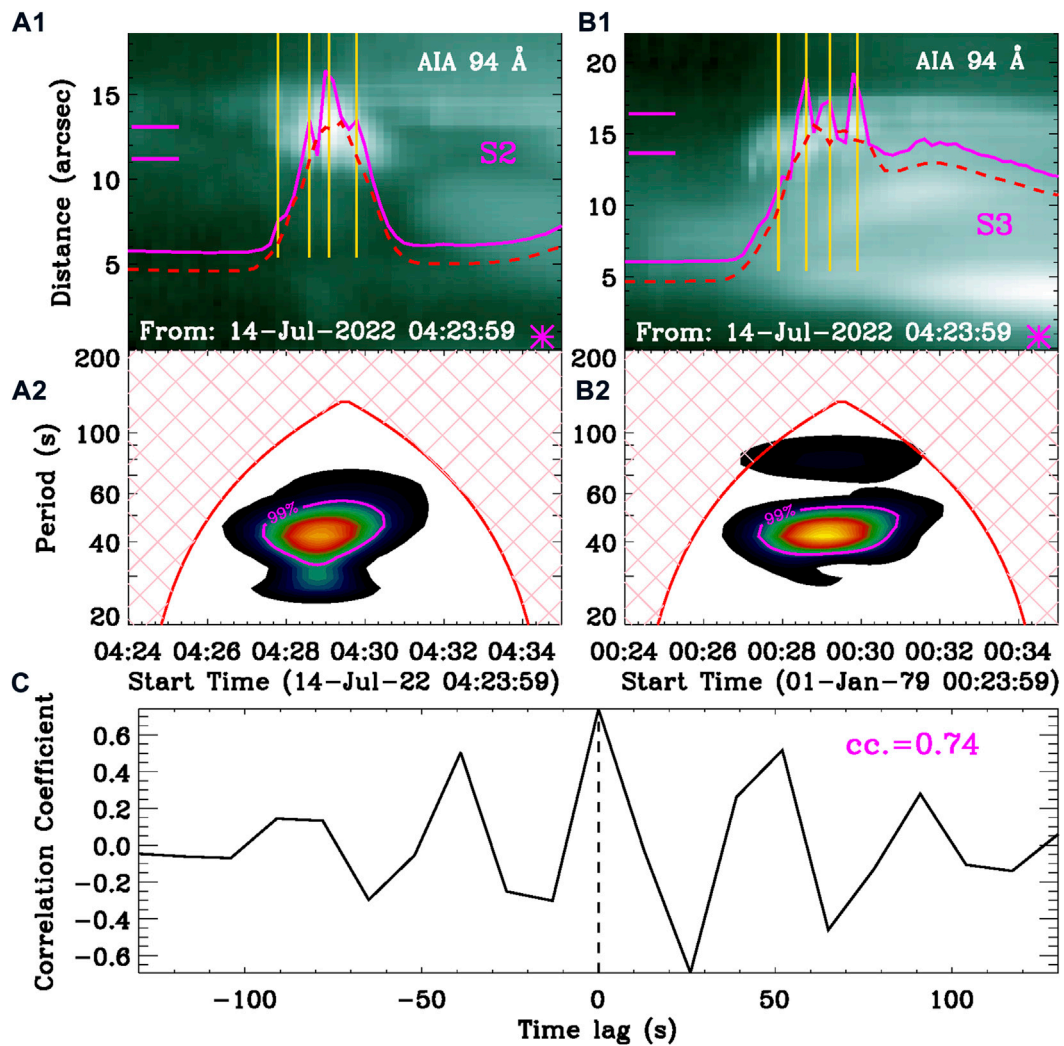 A1
B1
AIA 94 Å
AIA 94 Å
S2
S3
Distance (arcsec)
15
10
5
20
15
10
5
From: 14-Jul-2022 04:23:59
From: 14-Jul-2022 04:23:59
A2
B2
Period (s)
200
100
60
40
20
200
100
60
40
20
99%
99%
04:24 04:26 04:28 04:30 04:32 04:34
00:24 00:26 00:28 00:30 00:32 00:34
Start Time (14-Jul-22 04:23:59)
Start Time (01-Jan-79 00:23:59)
C
Correlation Coefficient
0.6
0.4
0.2
0.0
-0.2
-0.4
-0.6
cc.=0.74
-100 -50 0 50 100
Time lag (s)